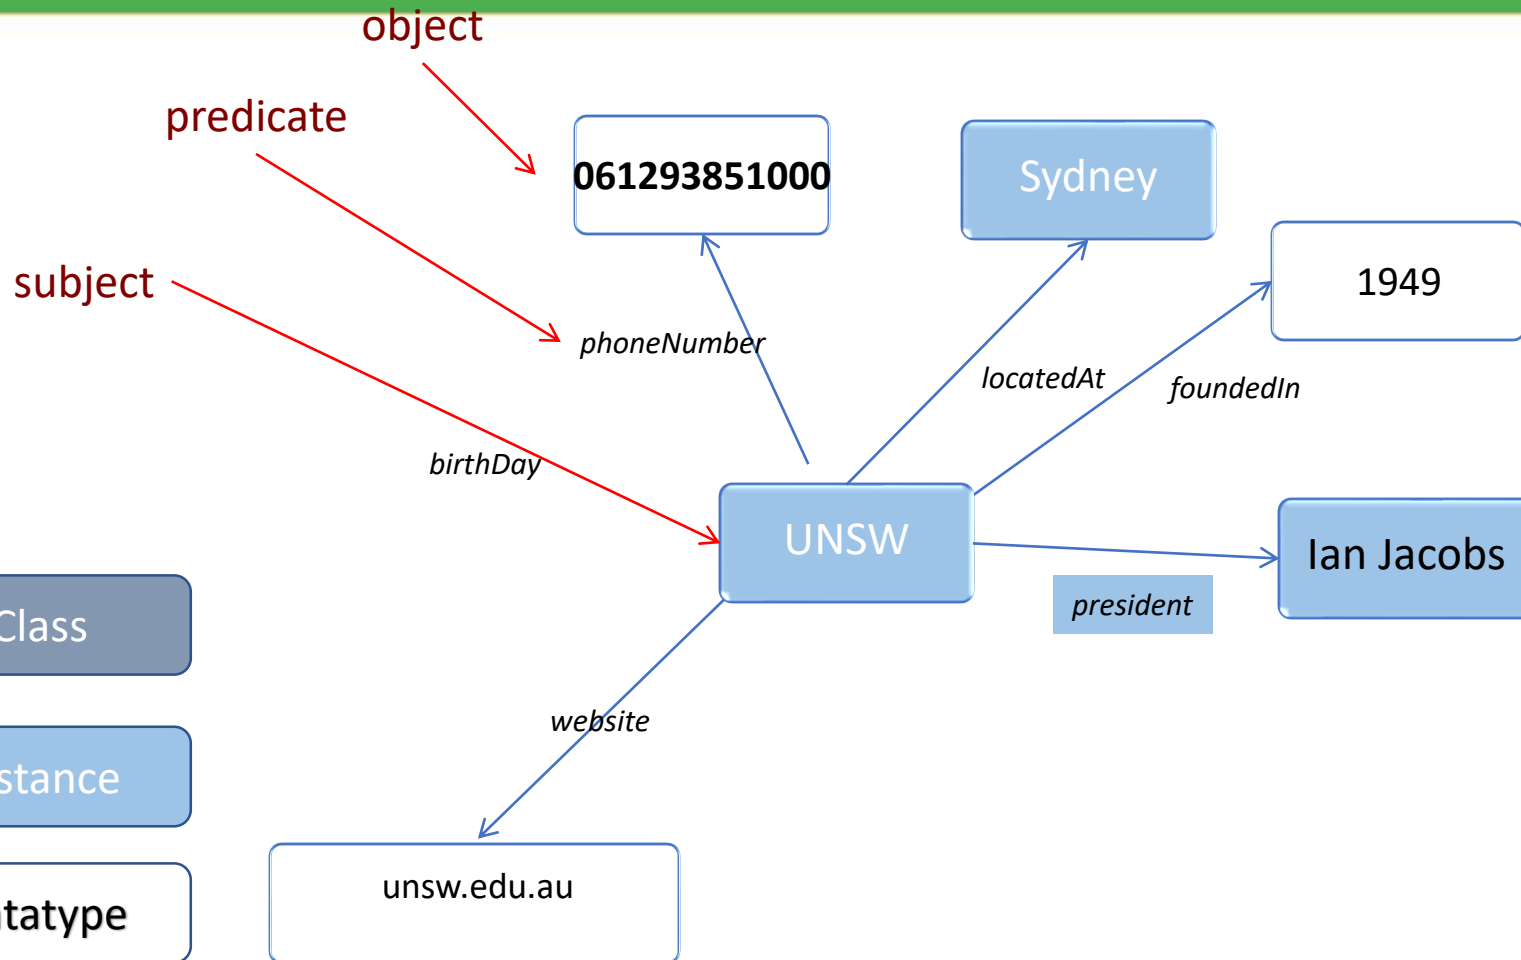 object
predicate
061293851000
Sydney
subject
1949
phoneNumber
locatedAt
foundedIn
birthDay
UNSW
Ian Jacobs
president
Class
stance
website
unsw.edu.au
tatype